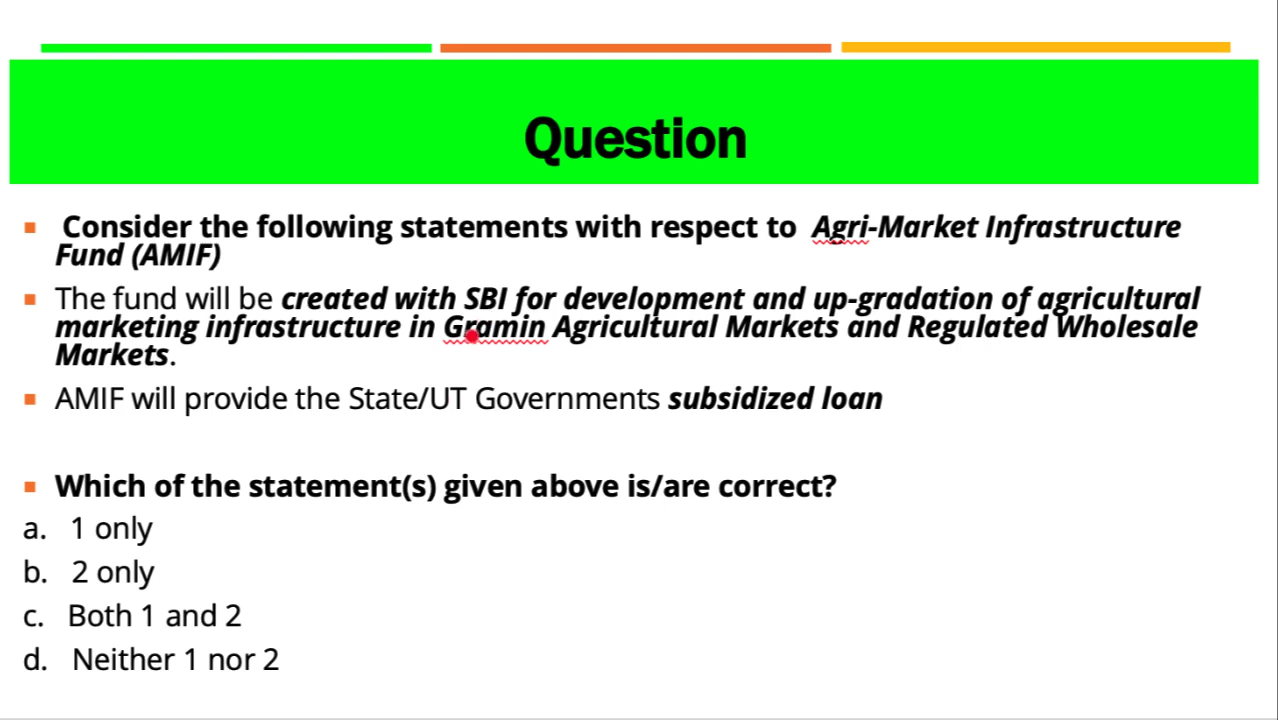 Question
Consider the following statements with respect to Agri-Market Infrastructure
Fund (AMIF)
The fund will be created with SBI for development and up-gradation of agricultural
marketing infrastructure in Gramin Agricultural Markets and Regulated Wholesale
Markets.
AMIF will provide the State/UT Governments subsidized loan
Which of the statement(s) given above is/are correct?
a. 1 only
b. 2 only
c. Both 1 and 2
d. Neither 1 nor 2